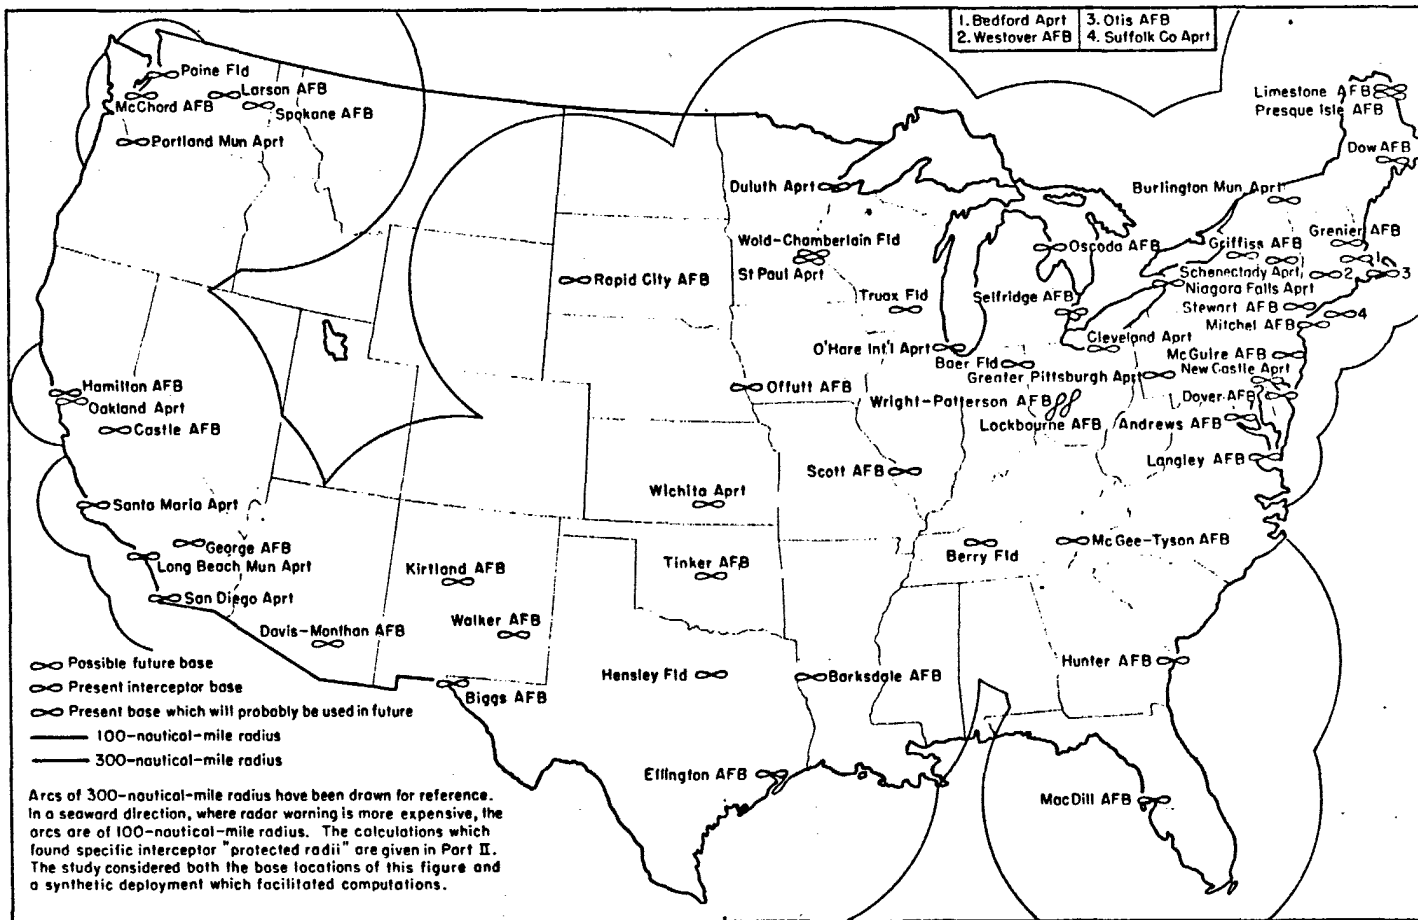 1. Bedford Aprt
2. Westover AFB
3. Otis AFB
4. Suffolk Co Aprt
Paine Fld
McChord AFB
Larson AFB
Spokane AFB
Portland Mun Aprt
Limestone AFB
Presque Isle AFB
Dow AFB
Duluth Aprt
Burlington Mun Aprt
Wold-Chamberlain Fld
St Paul Aprt
Oscoda AFB
Griffiss AFB
Grenier AFB
1
Rapid City AFB
Schenectady Aprt
2
3
Truax Fld
Selfridge AFB
Niagara Falls Aprt
Stewart AFB
4
Mitchel AFB
O'Hare Int'l Aprt
Cleveland Aprt
Baer Fld
McGuire AFB
Greater Pittsburgh Aprt
New Castle Aprt
Hamilton AFB
Oakland Aprt
Castle AFB
Offutt AFB
Wright-Patterson AFB
Dover AFB
Lockbourne AFB
Andrews AFB
Scott AFB
Langley AFB
Wichita Aprt
Santa Maria Aprt
George AFB
Long Beach Mun Aprt
Kirtland AFB
Tinker AFB
Berry Fld
McGee-Tyson AFB
San Diego Aprt
Davis-Monthan AFB
Walker AFB
Hensley Fld
Barksdale AFB
Hunter AFB
Biggs AFB
Ellington AFB
MacDill AFB
Possible future base
Present interceptor base
Present base which will probably be used in future
100-nautical-mile radius
300-nautical-mile radius
Arcs of 300-nautical-mile radius have been drawn for reference.
In a seaward direction, where radar warning is more expensive, the
arcs are of 100-nautical-mile radius. The calculations which
found specific interceptor "protected radii" are given in Part II.
The study considered both the base locations of this figure and
a synthetic deployment which facilitated computations.